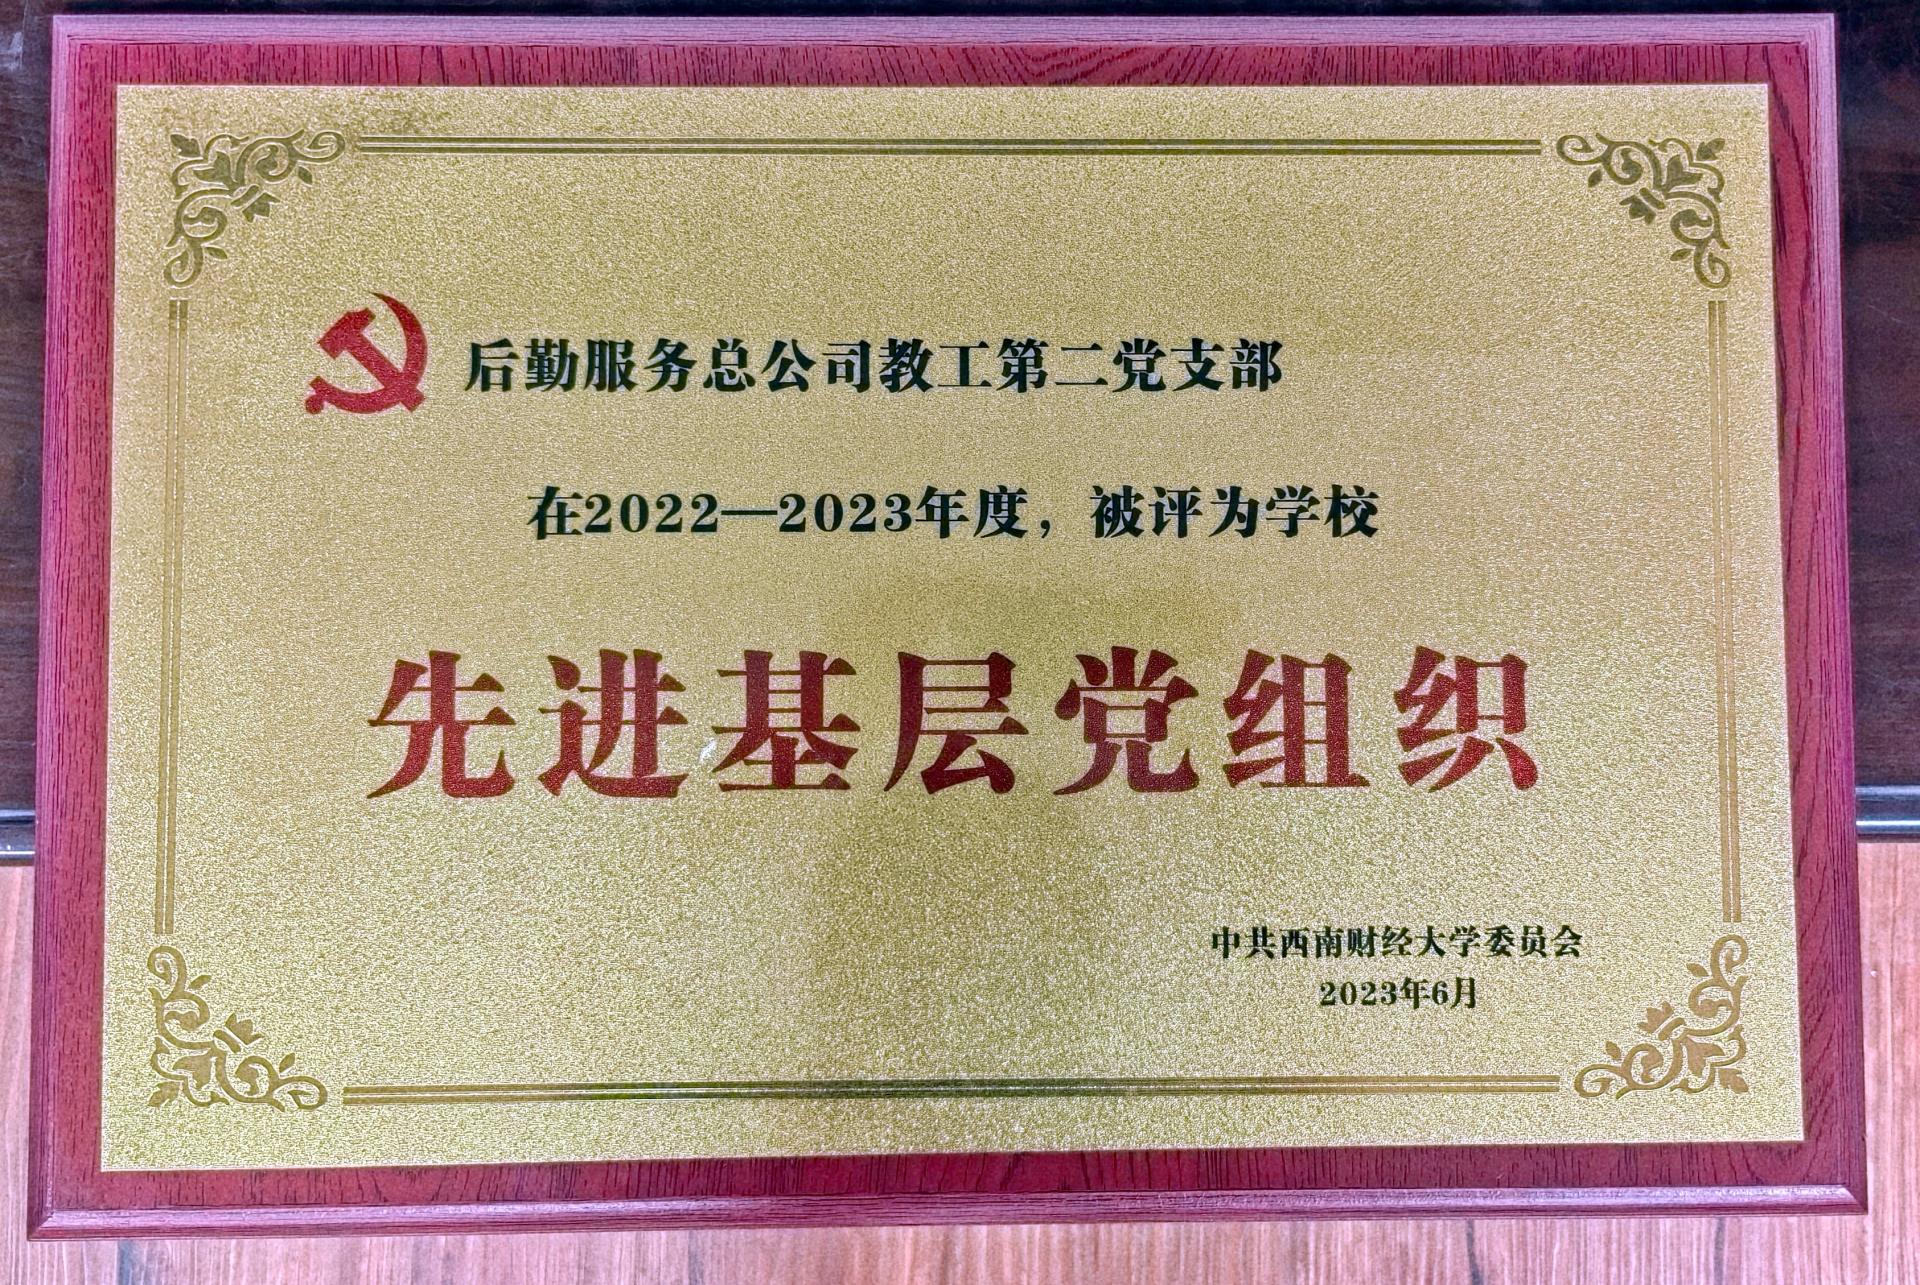 后勤服务总公司教工第二党支部
在2022—2023年度，被评为学校
先进基层党组织
中共西南财经大学委员会
2023年6月